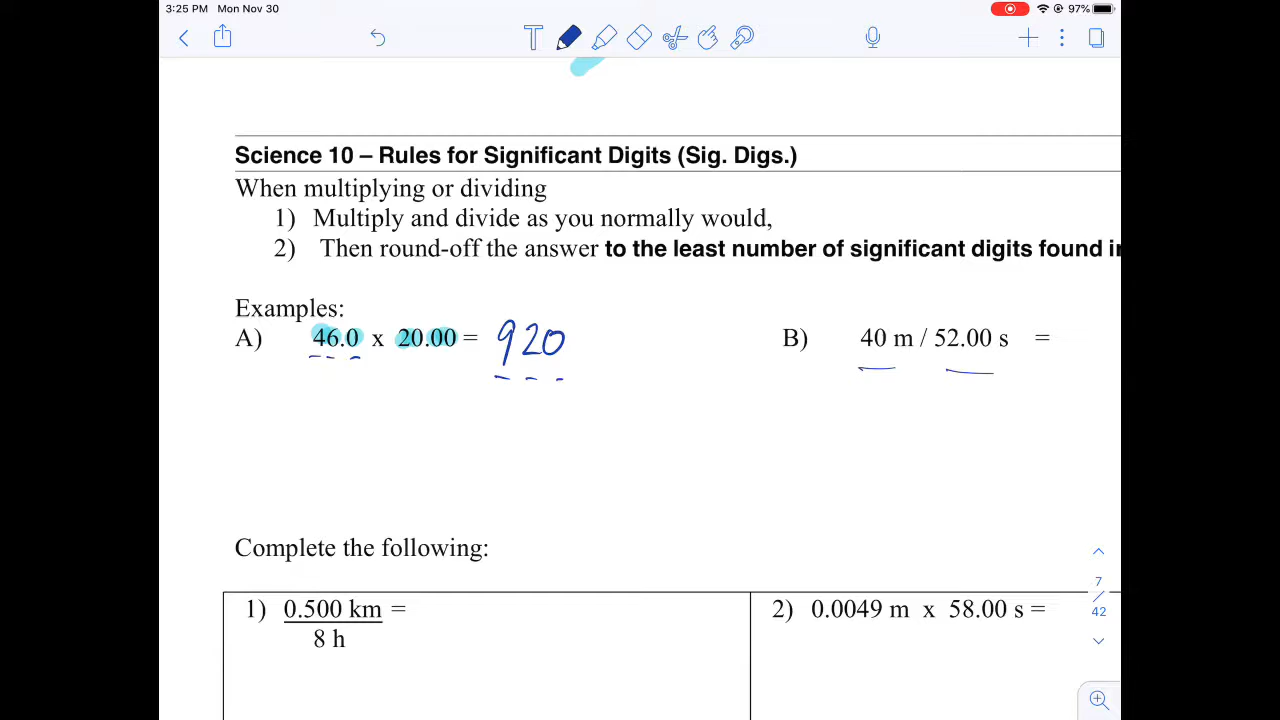 3:25 PM Mon Nov 30 97%
T
Science 10 – Rules for Significant Digits (Sig. Digs.)
When multiplying or dividing
1) Multiply and divide as you normally would,
2) Then round-off the answer to the least number of significant digits found in
Examples:
A) 46.0 x 20.00 = 920 B) 40 m / 52.00 s =
Complete the following:
1) 0.500 km = 2) 0.0049 m x 58.00 s =
8 h
7
/
42